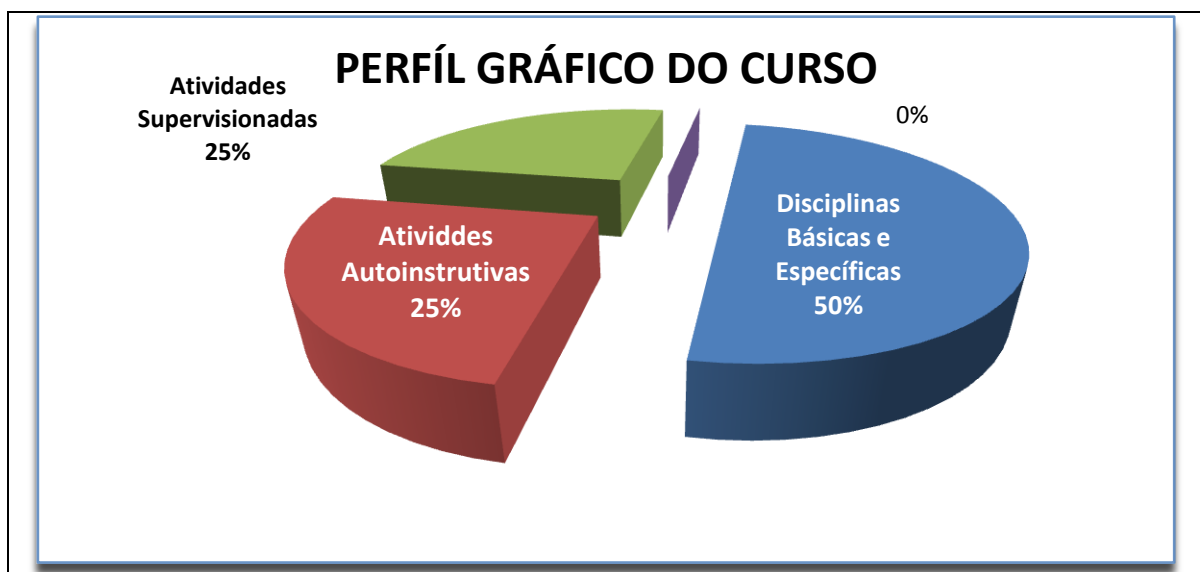 PERFÍL GRÁFICO DO CURSO
Atividades
Supervisionadas
25%
0%
Disciplinas
Básicas e
Específicas
50%
Atividdes
Autoinstrutivas
25%